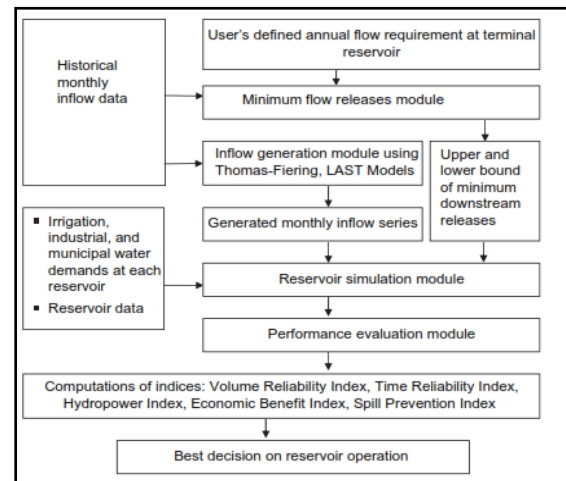 User's defined annual flow requirement at terminal
reservoir
Historical
monthly
inflow data
Minimum flow releases module
Inflow generation module using
Thomas-Fiering, LAST Models
Upper and
lower bound
of minimum
downstream
releases
Generated monthly inflow series
▪ Irrigation,
industrial, and
municipal water
demands at each
reservoir
▪ Reservoir data
Reservoir simulation module
Performance evaluation module
Computations of indices: Volume Reliability Index, Time Reliability Index,
Hydropower Index, Economic Benefit Index, Spill Prevention Index
Best decision on reservoir operation